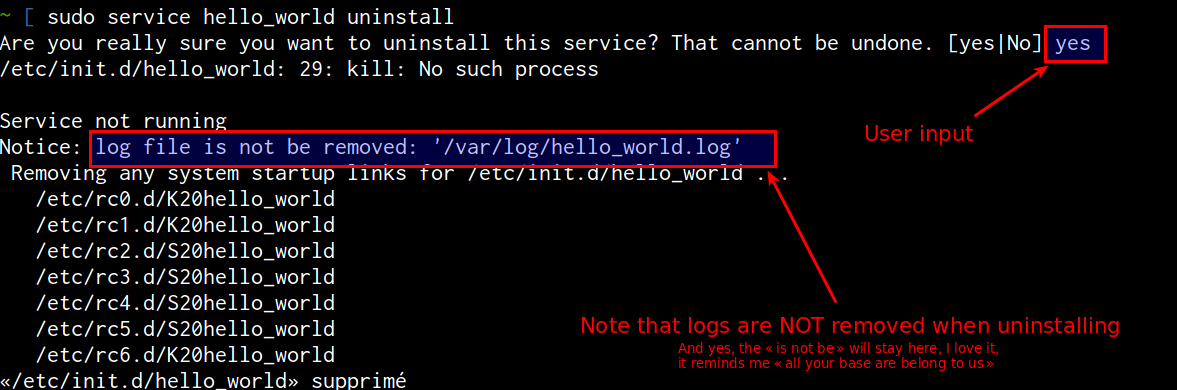 ~ [ sudo service hello_world uninstall
Are you really sure you want to uninstall this service? That cannot be undone. [yes|No] yes
/etc/init.d/hello_world: 29: kill: No such process
User input
Service not running
Notice: log file is not be removed: '/var/log/hello_world.log'
Removing any system startup links for /etc/init.d/hello_world ...
/etc/rc0.d/K20hello_world
/etc/rc1.d/K20hello_world
/etc/rc2.d/S20hello_world
/etc/rc3.d/S20hello_world
/etc/rc4.d/S20hello_world
/etc/rc5.d/S20hello_world
/etc/rc6.d/K20hello_world
«/etc/init.d/hello_world» supprimé
Note that logs are NOT removed when uninstalling
And yes, the « is not be » will stay here, I love it,
it reminds me « all your base are belong to us »